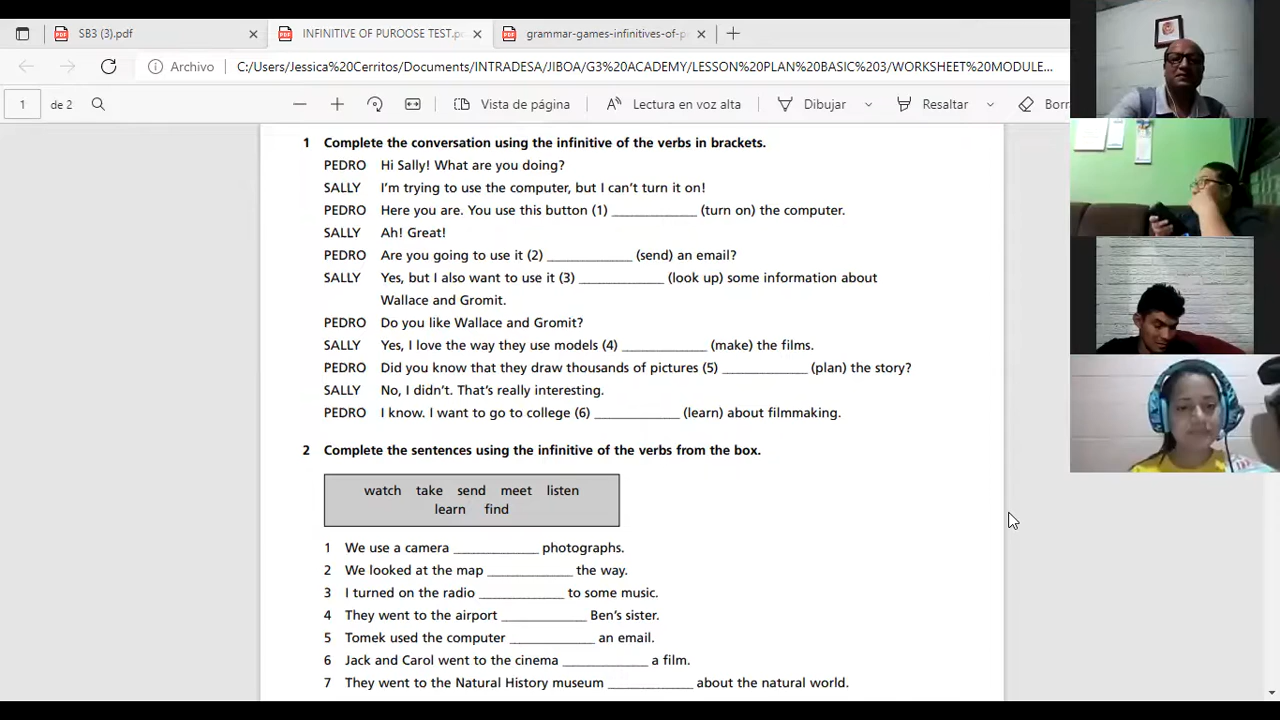 SB3 (3).pdf
INFINITIVE OF PUROOSE TEST.p
grammar-games-infinitives-of-p
Archivo
C:/Users/Jessica%20Cerritos/Documents/INTRADESA/JIBOA/G3%20ACADEMY/LESSON%20PLAN%20BASIC%203/WORKSHEET%20MODULE...
1 de 2
Vista de página
Lectura en voz alta
Dibujar
Resaltar
Borr
1 Complete the conversation using the infinitive of the verbs in brackets.
PEDRO Hi Sally! What are you doing?
SALLY I'm trying to use the computer, but I can't turn it on!
PEDRO Here you are. You use this button (1) ____________ (turn on) the computer.
SALLY Ah! Great!
PEDRO Are you going to use it (2) ____________ (send) an email?
SALLY Yes, but I also want to use it (3) ____________ (look up) some information about
Wallace and Gromit.
PEDRO Do you like Wallace and Gromit?
SALLY Yes, I love the way they use models (4) ____________ (make) the films.
PEDRO Did you know that they draw thousands of pictures (5) ____________ (plan) the story?
SALLY No, I didn't. That's really interesting.
PEDRO I know. I want to go to college (6) ____________ (learn) about filmmaking.
2 Complete the sentences using the infinitive of the verbs from the box.
watch take send meet listen
learn find
1 We use a camera ____________ photographs.
2 We looked at the map ____________ the way.
3 I turned on the radio ____________ to some music.
4 They went to the airport ____________ Ben's sister.
5 Tomek used the computer ____________ an email.
6 Jack and Carol went to the cinema ____________ a film.
7 They went to the Natural History museum ____________ about the natural world.